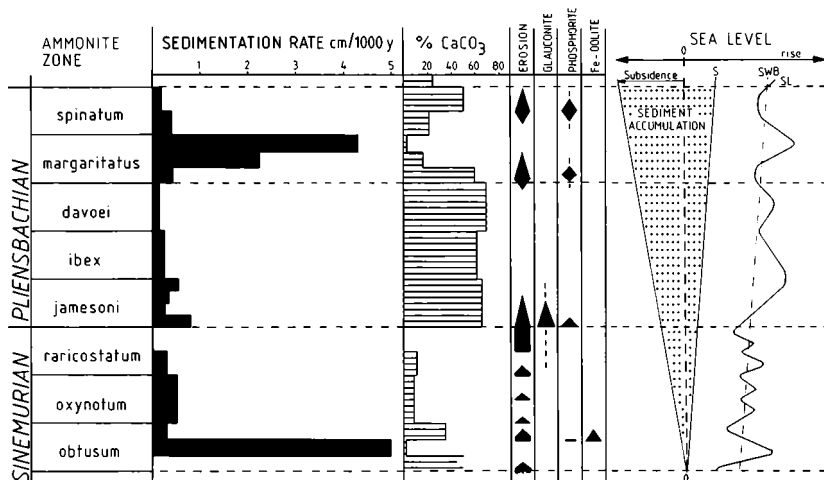 AMMONITE
ZONE
SEDIMENTATION RATE cm/1000 y
1 2 3 4 5
% CaCO₃
20 40 60 80
EROSION
GLAUCONITE
PHOSPHORITE
Fe-OOLITE
SEA LEVEL
0
rise
Subsidence
S
SWB
SL
SEDIMENT
ACCUMULATION
PLIENSBACHIAN
spinatum
margaritatus
davoei
ibex
jamesoni
SINEMURIAN
raricostatum
oxynotum
obtusum
0